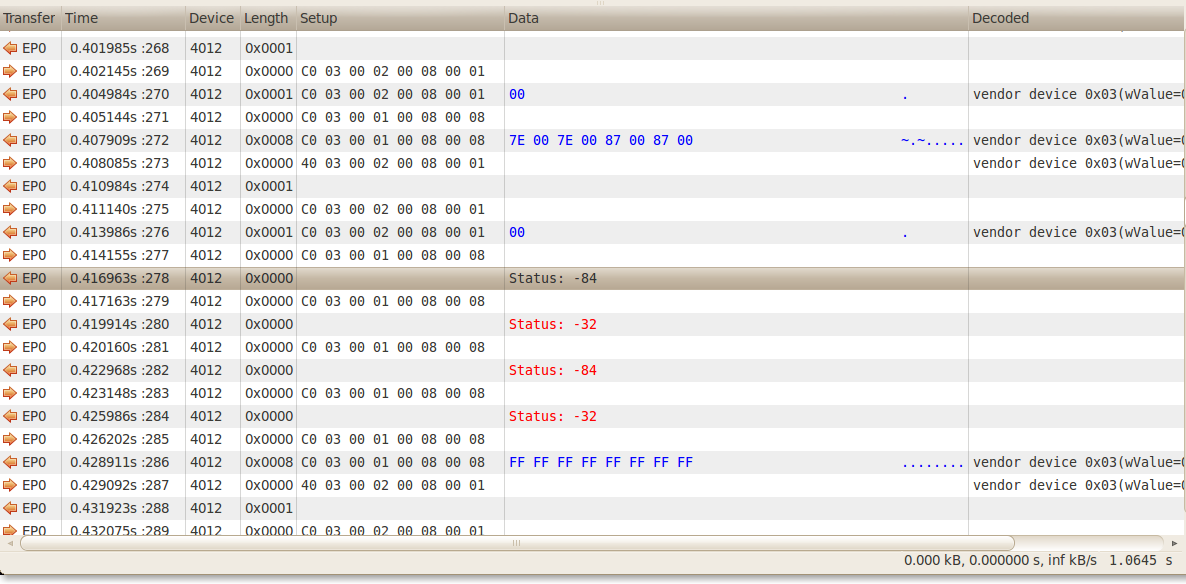 Transfer Time Device Length Setup Data Decoded
EP0 0.401985s :268 4012 0x0001
EP0 0.402145s :269 4012 0x0000 C0 03 00 02 00 08 00 01
EP0 0.404984s :270 4012 0x0001 C0 03 00 02 00 08 00 01 00 . vendor device 0x03(wValue=0
EP0 0.405144s :271 4012 0x0000 C0 03 00 01 00 08 00 08
EP0 0.407909s :272 4012 0x0008 C0 03 00 01 00 08 00 08 7E 00 7E 00 87 00 87 00 ~.~..... vendor device 0x03(wValue=0
EP0 0.408085s :273 4012 0x0000 40 03 00 02 00 08 00 01 vendor device 0x03(wValue=0
EP0 0.410984s :274 4012 0x0001
EP0 0.411140s :275 4012 0x0000 C0 03 00 02 00 08 00 01
EP0 0.413986s :276 4012 0x0001 C0 03 00 02 00 08 00 01 00 . vendor device 0x03(wValue=0
EP0 0.414155s :277 4012 0x0000 C0 03 00 01 00 08 00 08
EP0 0.416963s :278 4012 0x0000 Status: -84
EP0 0.417163s :279 4012 0x0000 C0 03 00 01 00 08 00 08
EP0 0.419914s :280 4012 0x0000 Status: -32
EP0 0.420160s :281 4012 0x0000 C0 03 00 01 00 08 00 08
EP0 0.422968s :282 4012 0x0000 Status: -84
EP0 0.423148s :283 4012 0x0000 C0 03 00 01 00 08 00 08
EP0 0.425986s :284 4012 0x0000 Status: -32
EP0 0.426202s :285 4012 0x0000 C0 03 00 01 00 08 00 08
EP0 0.428911s :286 4012 0x0008 C0 03 00 01 00 08 00 08 FF FF FF FF FF FF FF FF ........ vendor device 0x03(wValue=0
EP0 0.429092s :287 4012 0x0000 40 03 00 02 00 08 00 01 vendor device 0x03(wValue=0
EP0 0.431923s :288 4012 0x0001
EP0 0.432075s :289 4012 0x0000 C0 03 00 02 00 08 00 01
0.000 kB, 0.000000 s, inf kB/s 1.0645 s